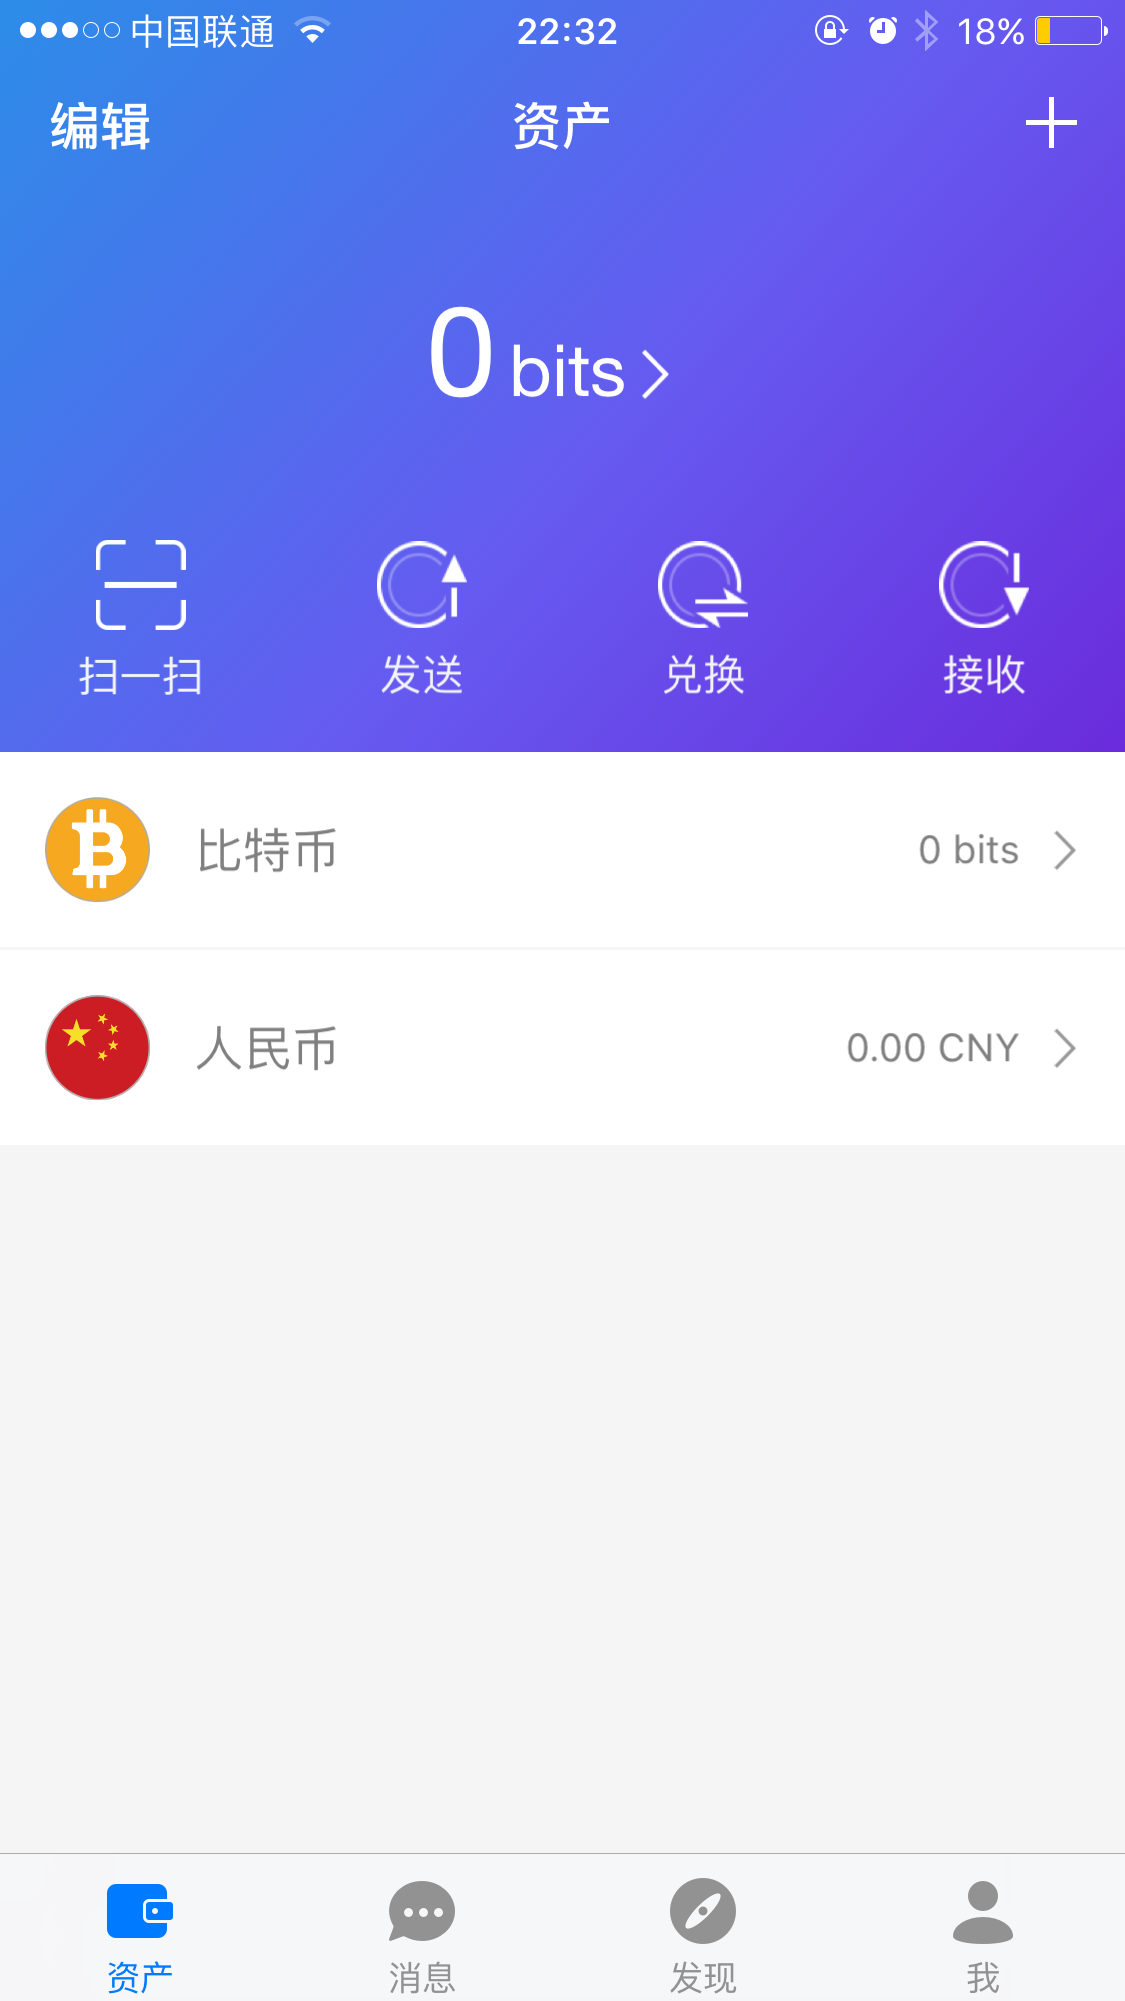 中国联通 22:32 18%
编辑 资产
0 bits
扫一扫 发送 兑换 接收
比特币 0 bits
人民币 0.00 CNY
资产 消息 发现 我